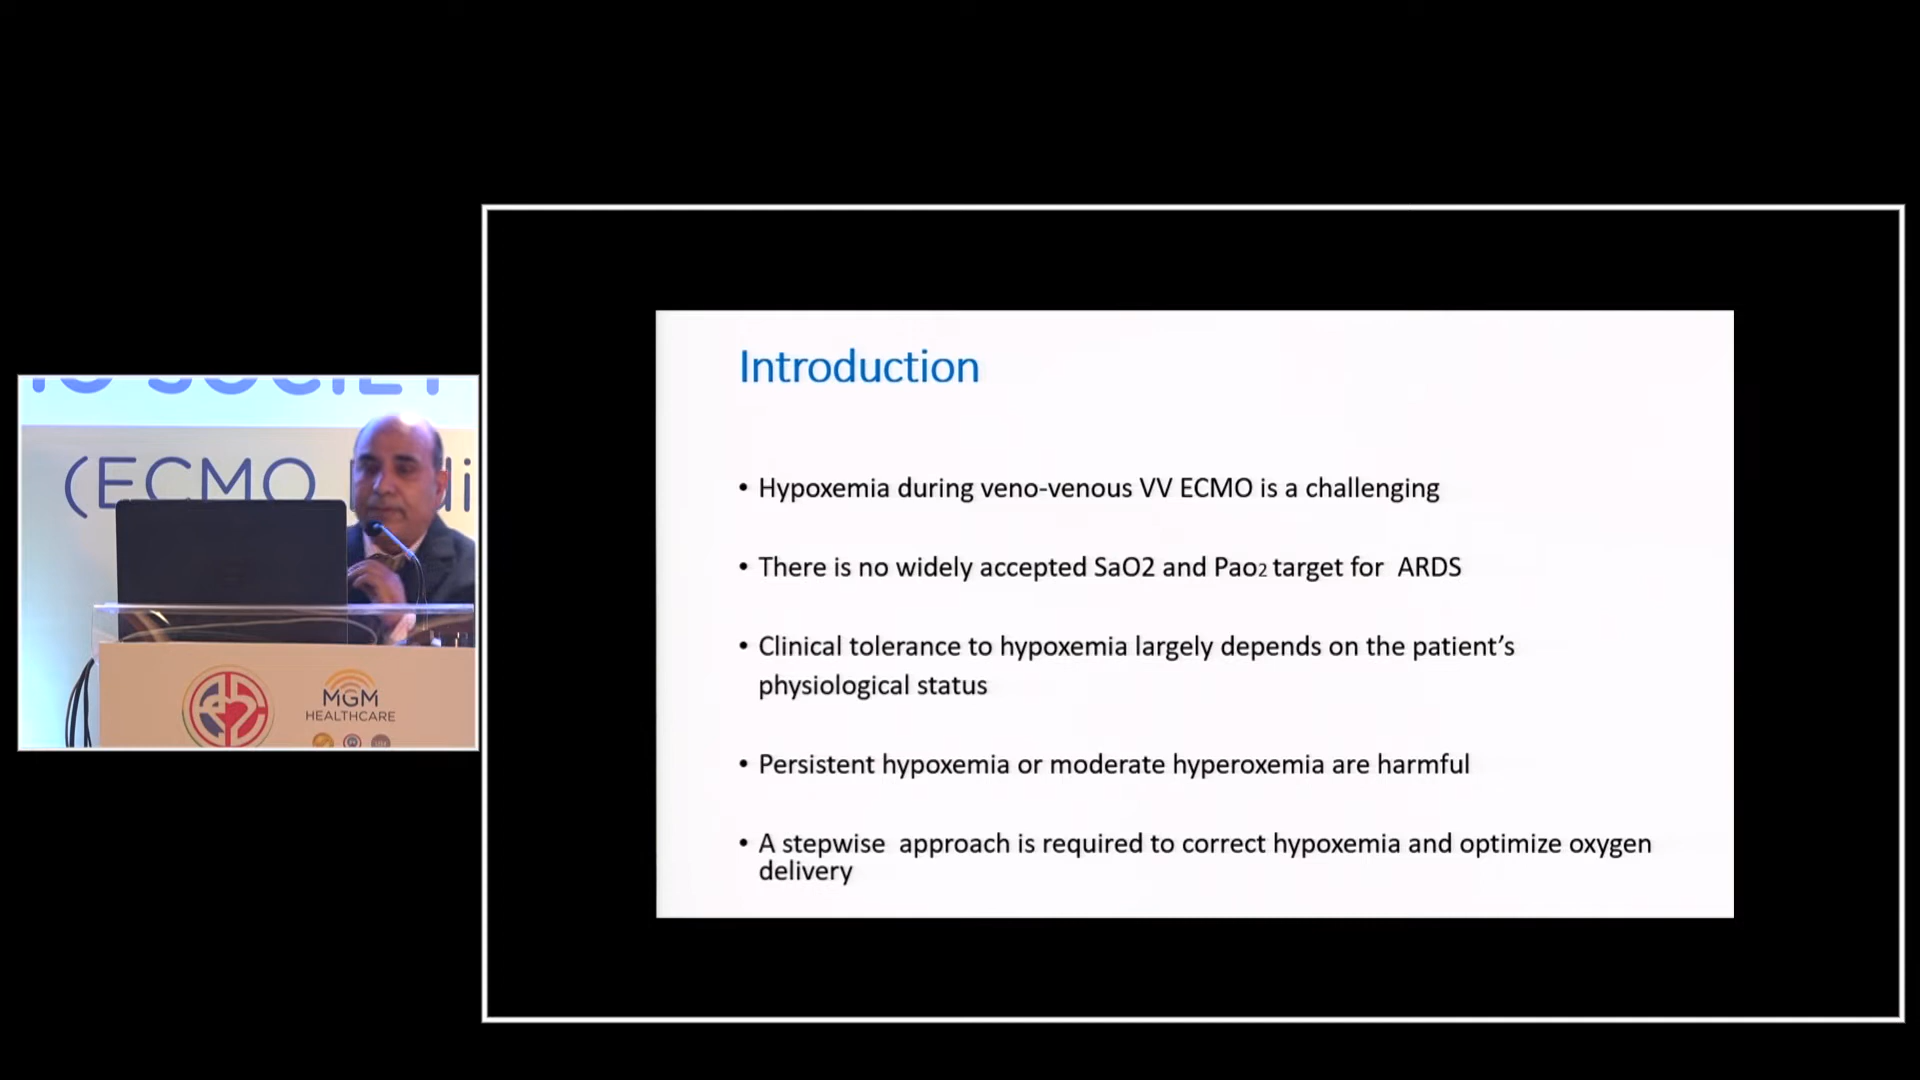 (ECMO
MGM
HEALTHCARE
Introduction
• Hypoxemia during veno-venous VV ECMO is a challenging
• There is no widely accepted SaO2 and Pao₂ target for ARDS
• Clinical tolerance to hypoxemia largely depends on the patient’s
physiological status
• Persistent hypoxemia or moderate hyperoxemia are harmful
• A stepwise approach is required to correct hypoxemia and optimize oxygen
delivery